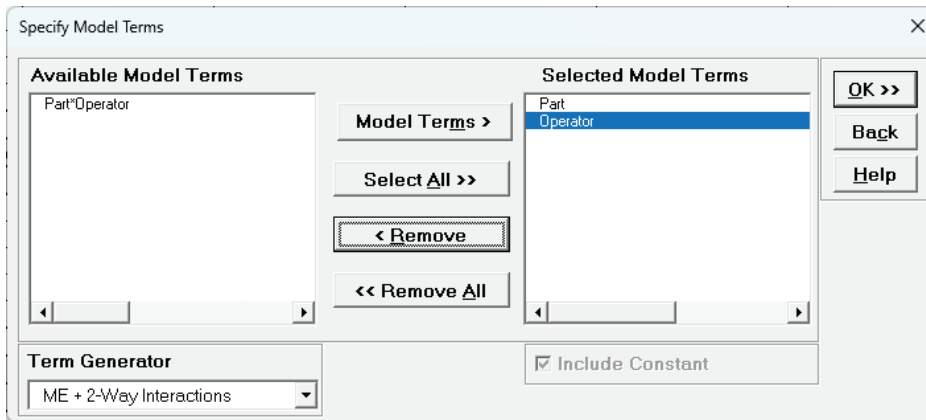 Specify Model Terms
Available Model Terms
Part*Operator
Model Terms >
Select All >>
< Remove
<< Remove All
Selected Model Terms
Part
Operator
OK >>
Back
Help
Term Generator
ME + 2-Way Interactions
Include Constant